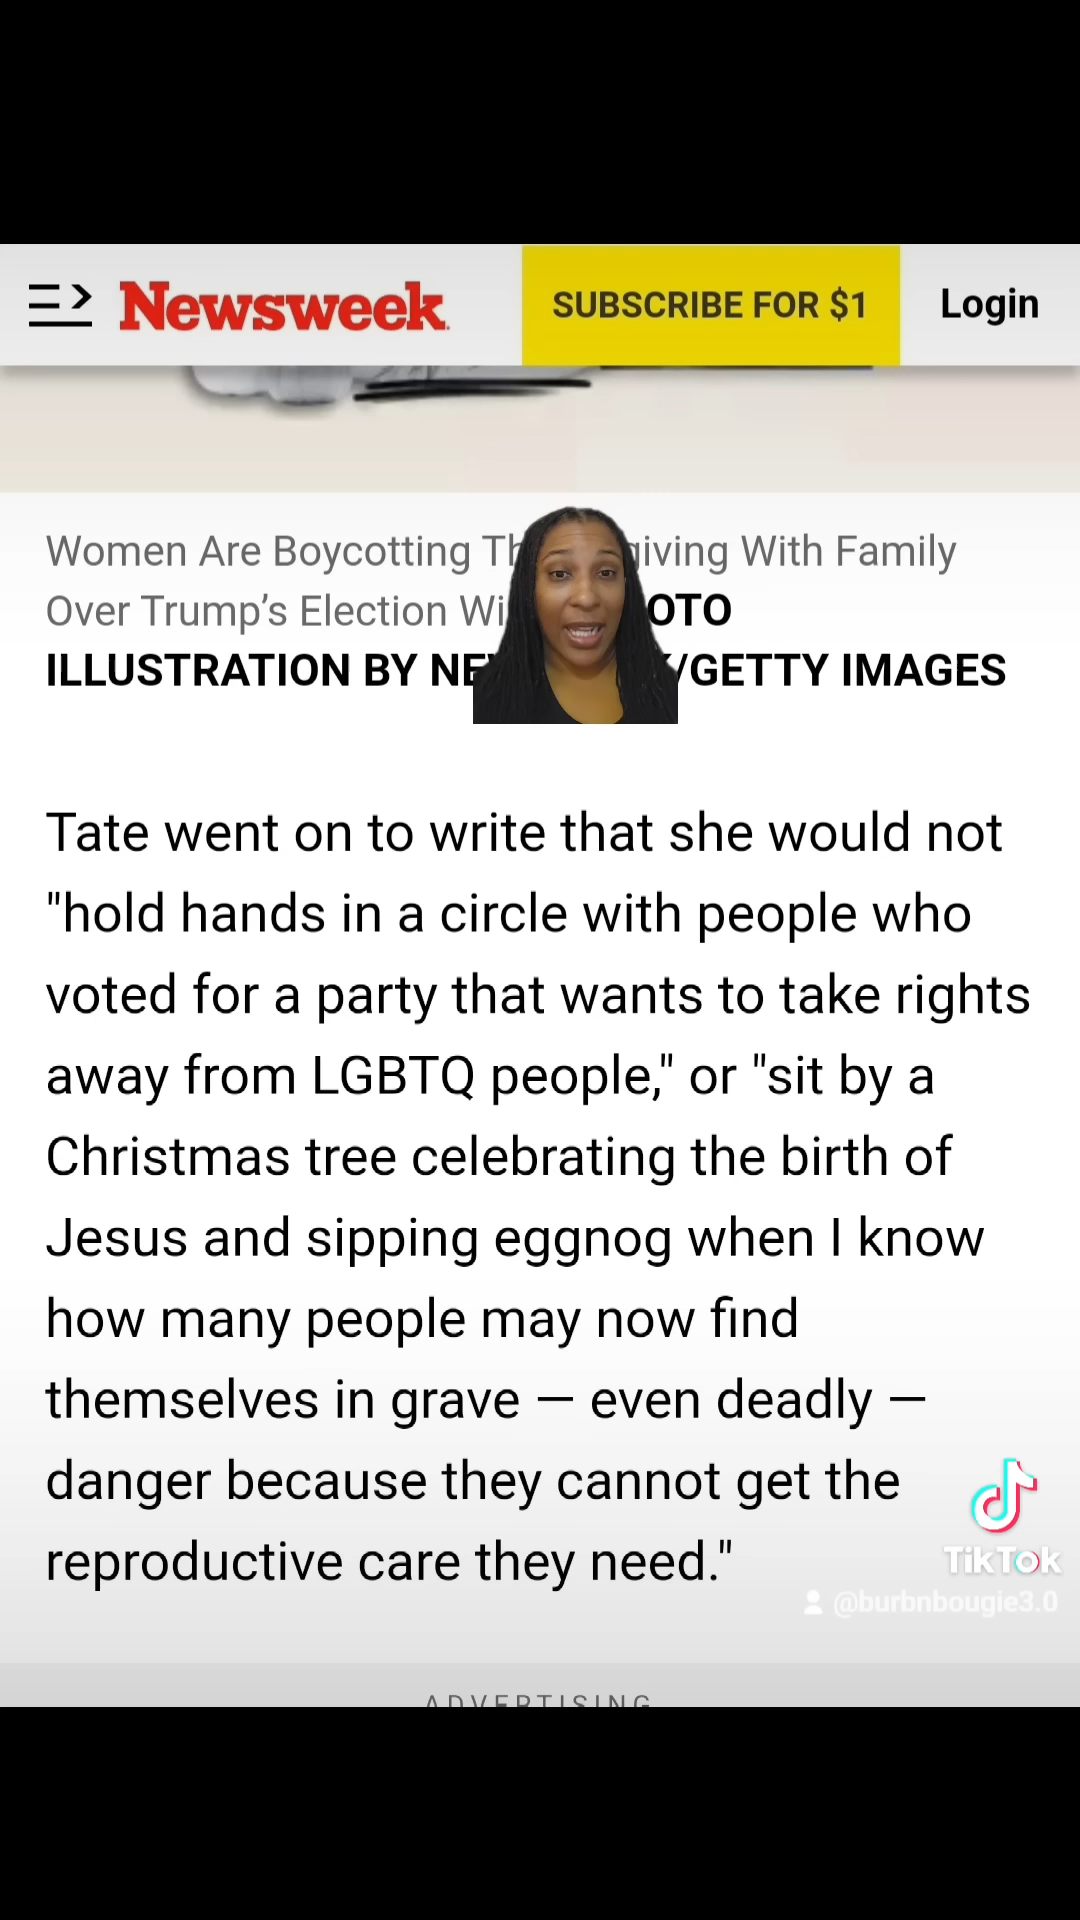 Newsweek
SUBSCRIBE FOR $1
Login
Women Are Boycotting Th giving With Family
Over Trump’s Election Wi OTO
ILLUSTRATION BY NE /GETTY IMAGES
Tate went on to write that she would not
"hold hands in a circle with people who
voted for a party that wants to take rights
away from LGBTQ people," or "sit by a
Christmas tree celebrating the birth of
Jesus and sipping eggnog when I know
how many people may now find
themselves in grave — even deadly —
danger because they cannot get the
reproductive care they need."
TikTok
@burbnbougie3.0
ADVERTISING